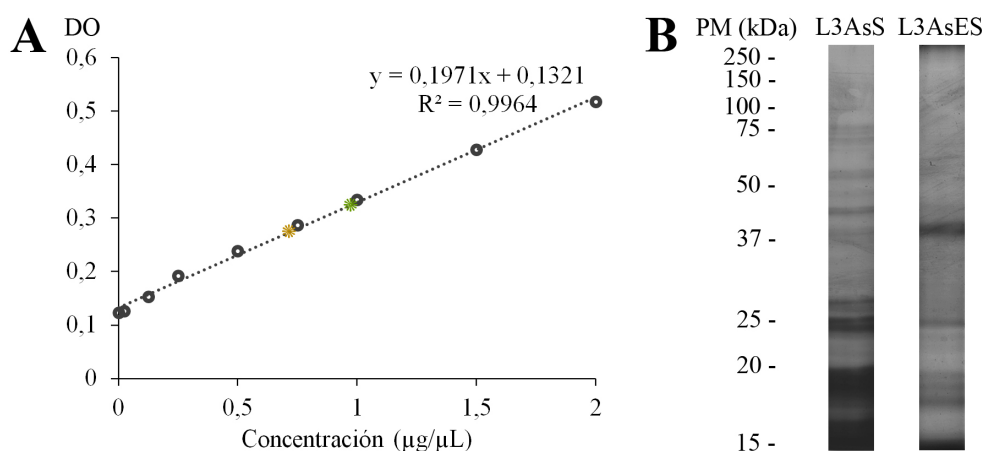 A
DO
0,6
0,5
0,4
0,3
0,2
0,1
0
y = 0,1971x + 0,1321
R² = 0,9964
0
0,5
1
1,5
2
Concentración (µg/µL)
B
PM (kDa)
L3AsS
L3AsES
250 -
150 -
100 -
75 -
50 -
37 -
25 -
20 -
15 -